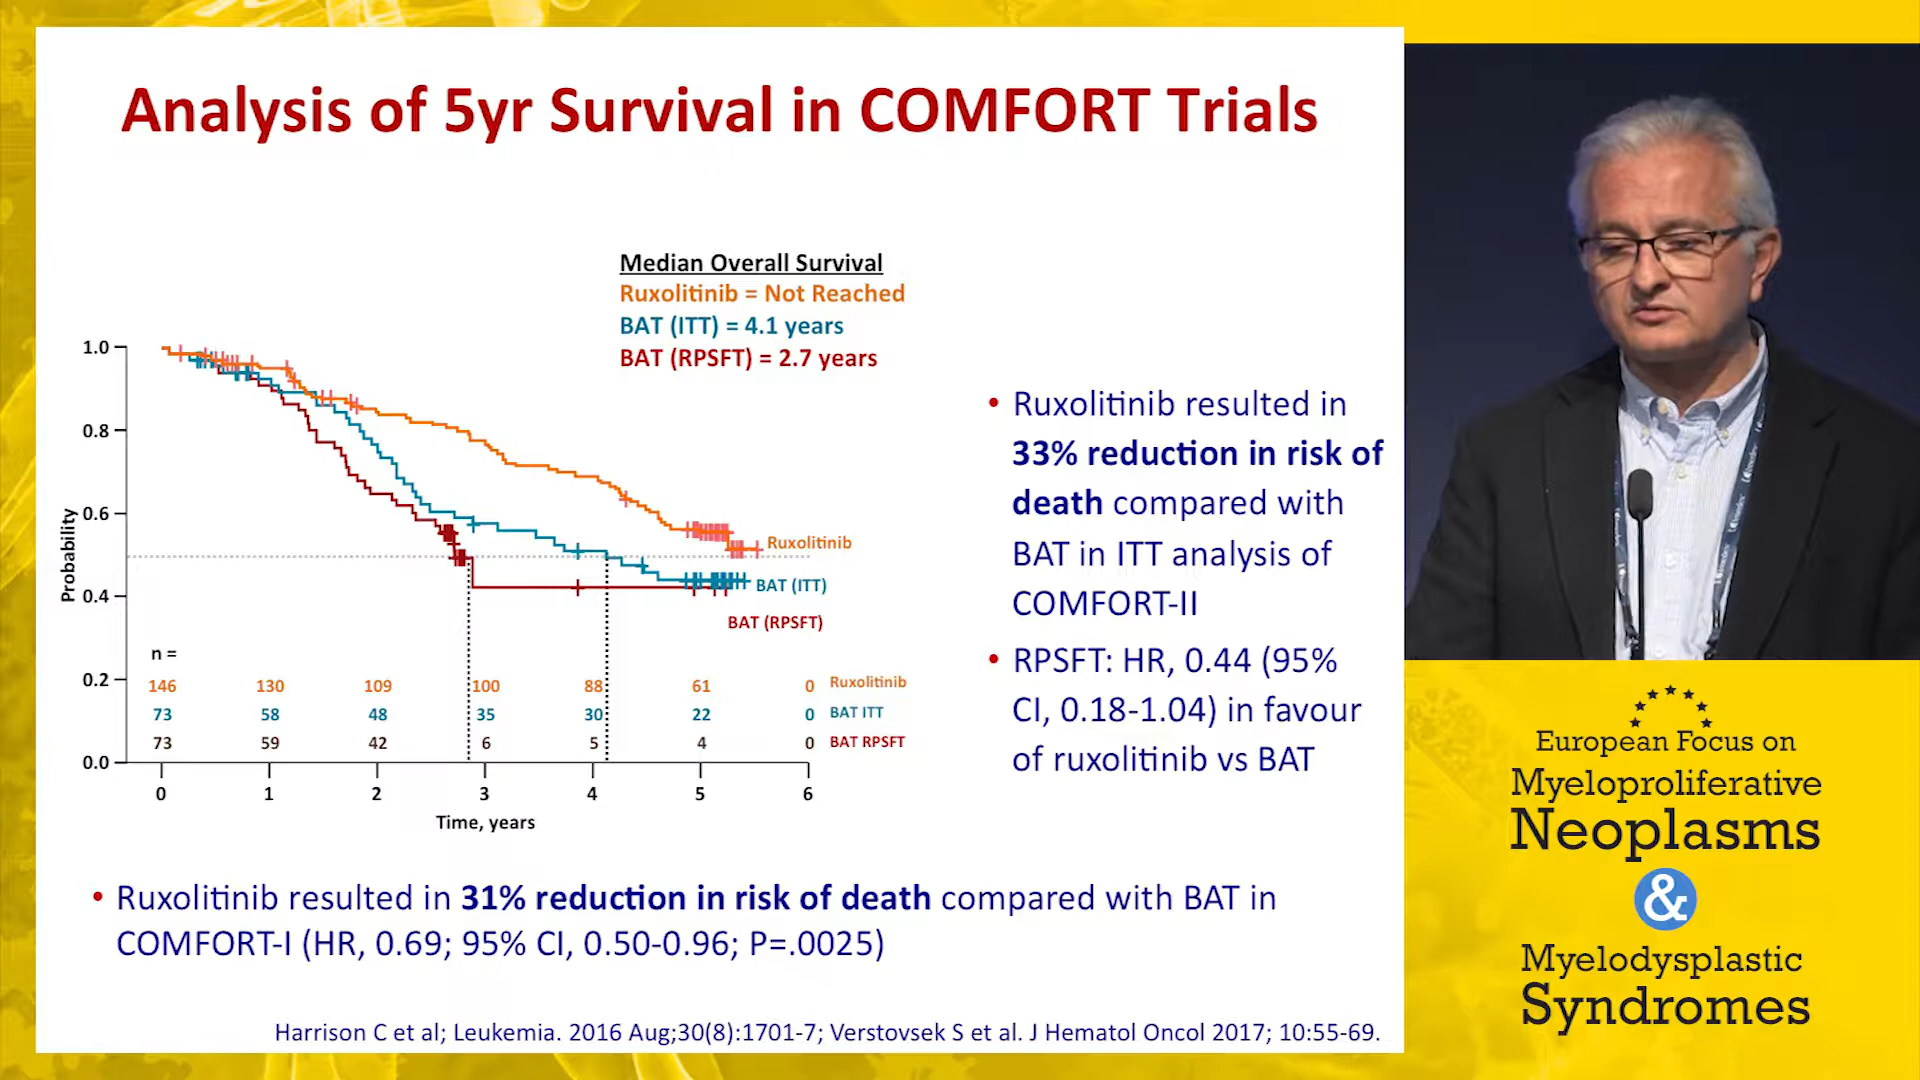 Analysis of 5yr Survival in COMFORT Trials
Median Overall Survival
Ruxolitinib = Not Reached
BAT (ITT) = 4.1 years
BAT (RPSFT) = 2.7 years
1.0
0.8
0.6
0.4
0.2
0.0
Probability
Ruxolitinib
BAT (ITT)
BAT (RPSFT)
n =
146 130 109 100 88 61 0 Ruxolitinib
73 58 48 35 30 22 0 BAT ITT
73 59 42 6 5 4 0 BAT RPSFT
0 1 2 3 4 5 6
Time, years
• Ruxolitinib resulted in
33% reduction in risk of
death compared with
BAT in ITT analysis of
COMFORT-II
• RPSFT: HR, 0.44 (95%
CI, 0.18-1.04) in favour
of ruxolitinib vs BAT
• Ruxolitinib resulted in 31% reduction in risk of death compared with BAT in
COMFORT-I (HR, 0.69; 95% CI, 0.50-0.96; P=.0025)
Harrison C et al; Leukemia. 2016 Aug;30(8):1701-7; Verstovsek S et al. J Hematol Oncol 2017; 10:55-69.
European Focus on
Myeloproliferative
Neoplasms
&
Myelodysplastic
Syndromes